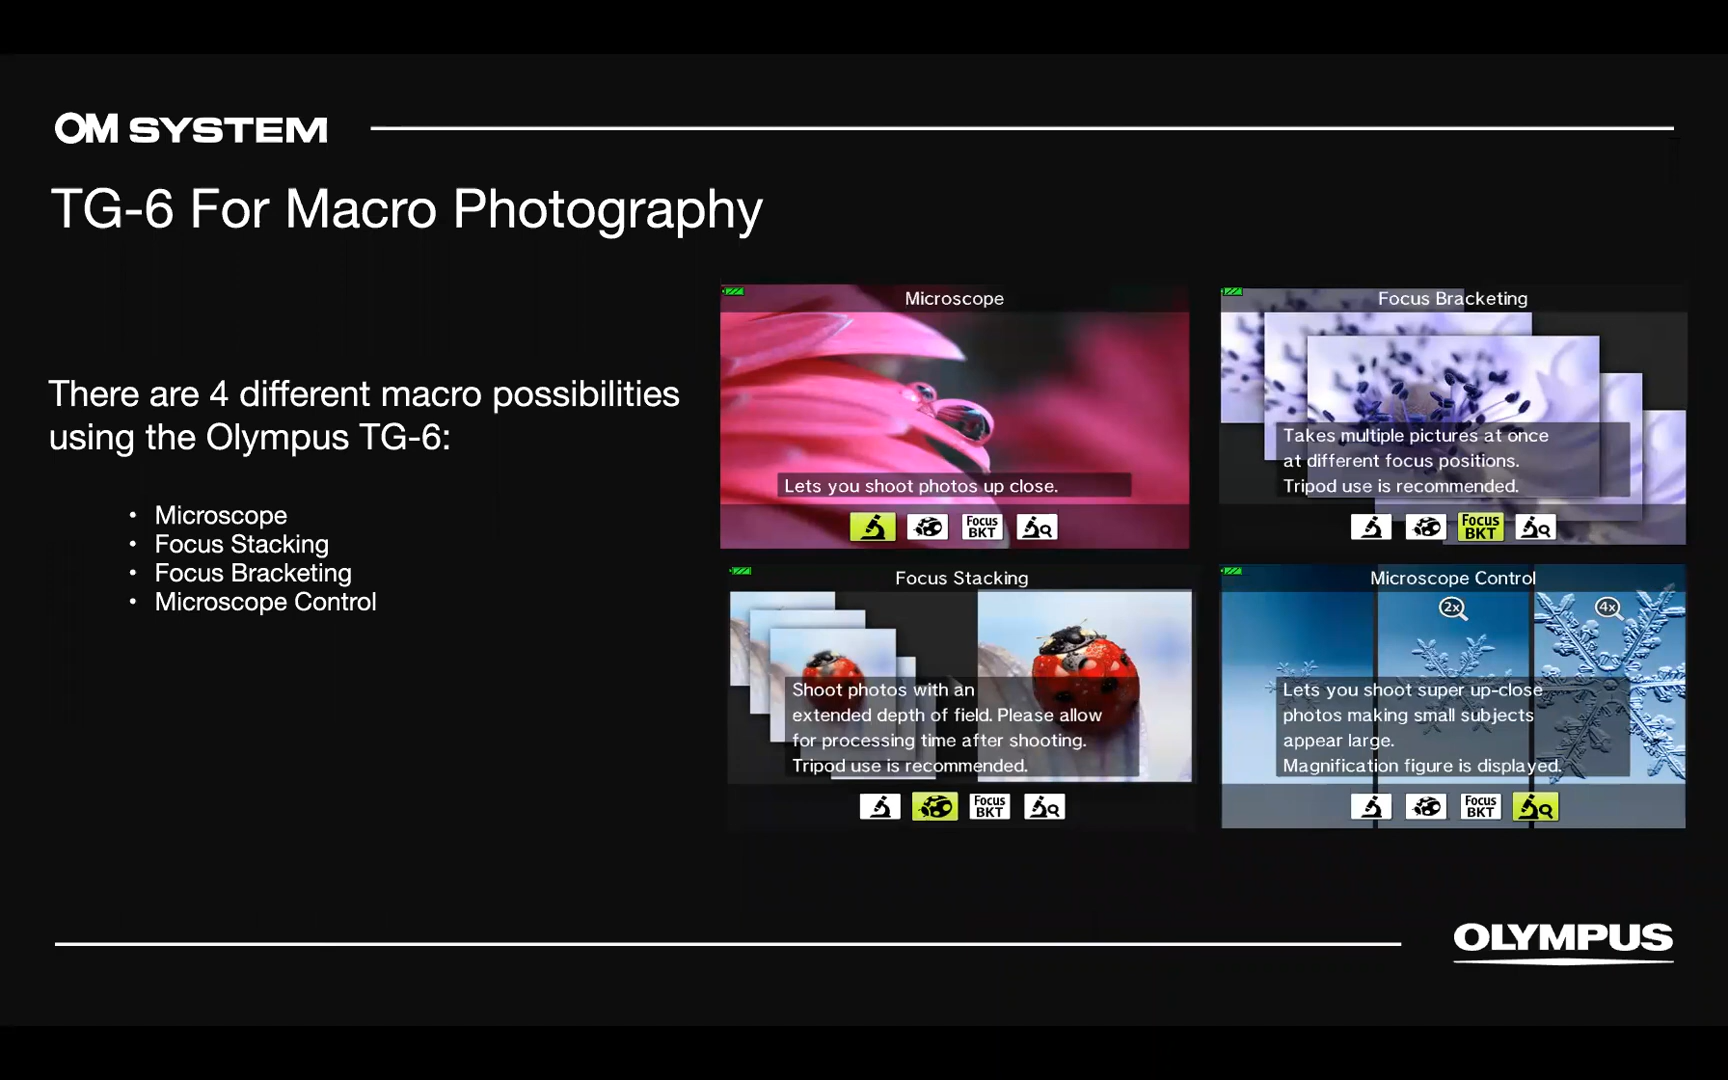 OM SYSTEM
TG-6 For Macro Photography
There are 4 different macro possibilities
using the Olympus TG-6:
• Microscope
• Focus Stacking
• Focus Bracketing
• Microscope Control
Microscope
Lets you shoot photos up close.
Focus
BKT
Focus Bracketing
Takes multiple pictures at once
at different focus positions.
Tripod use is recommended.
Focus
BKT
Focus Stacking
Shoot photos with an
extended depth of field. Please allow
for processing time after shooting.
Tripod use is recommended.
Focus
BKT
Microscope Control
2x
4x
Lets you shoot super up-close
photos making small subjects
appear large.
Magnification figure is displayed.
Focus
BKT
OLYMPUS